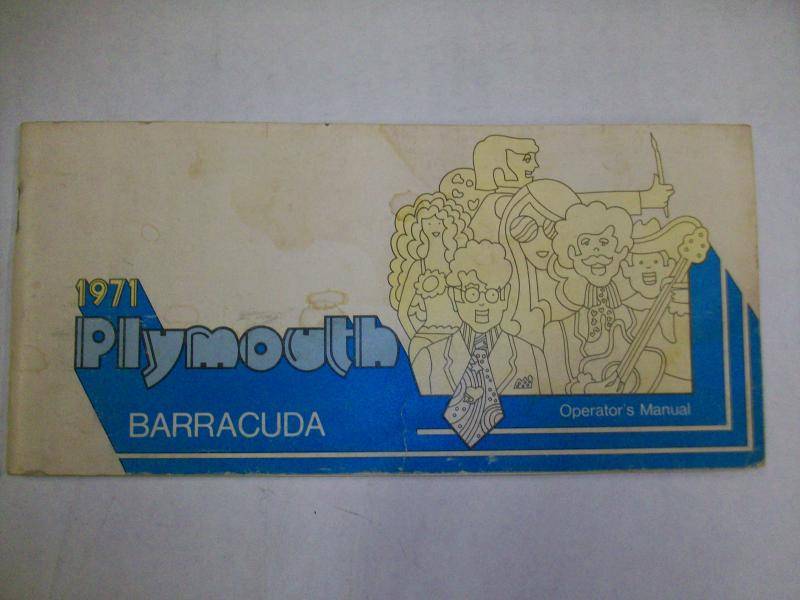 1971
Plymouth
BARRACUDA
Operator's Manual